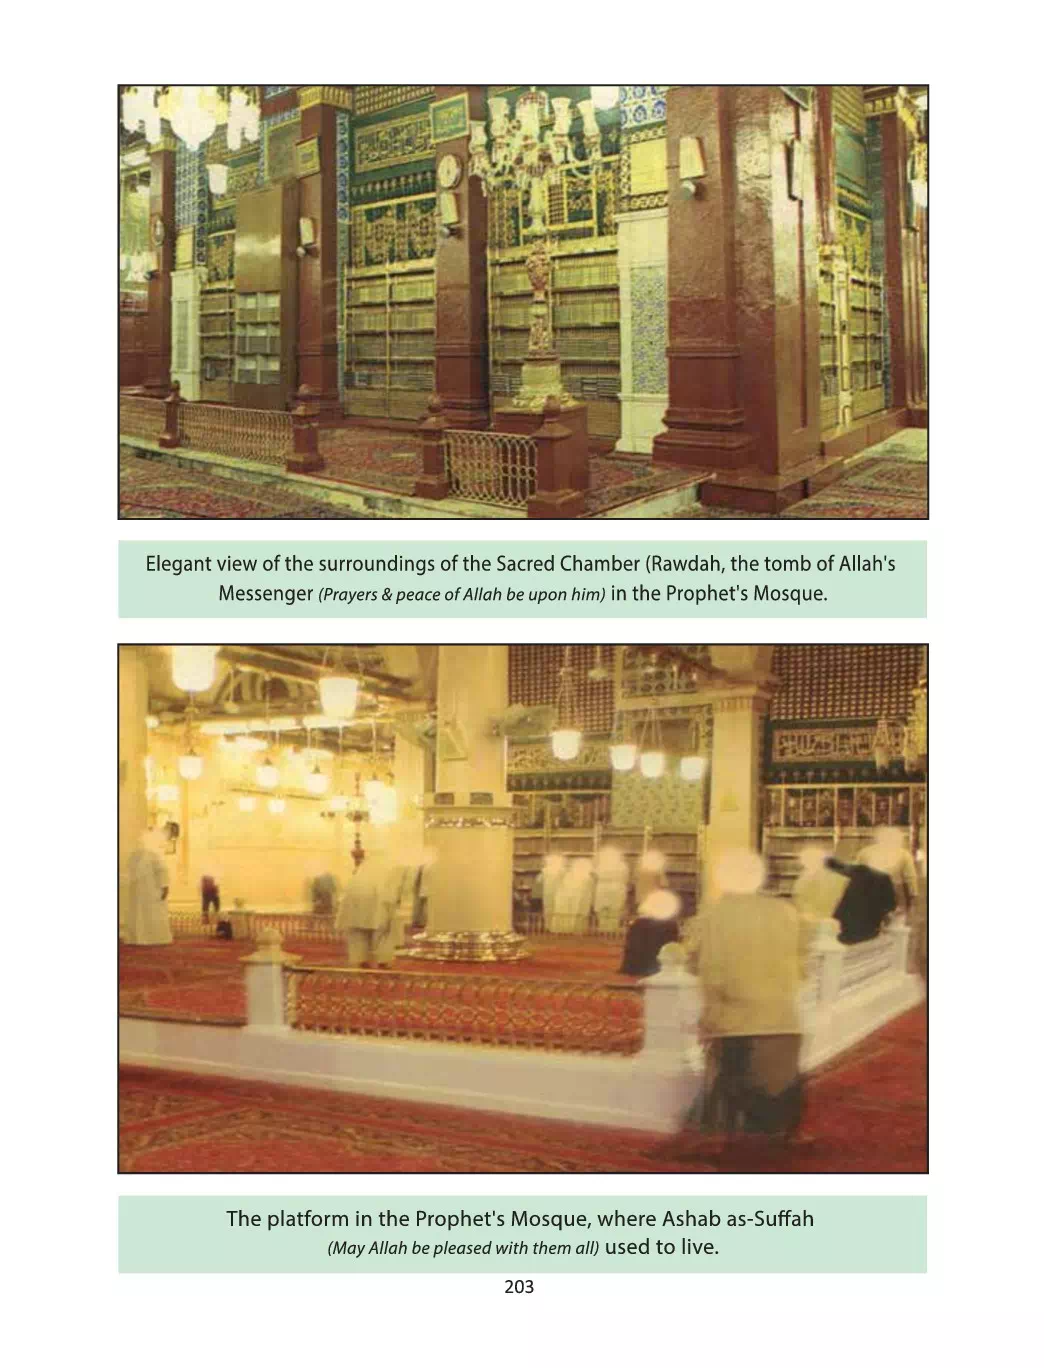 Elegant view of the surroundings of the Sacred Chamber (Rawdah, the tomb of Allah's
Messenger (Prayers & peace of Allah be upon him) in the Prophet's Mosque.
The platform in the Prophet's Mosque, where Ashab as-Suffah
(May Allah be pleased with them all) used to live.
203